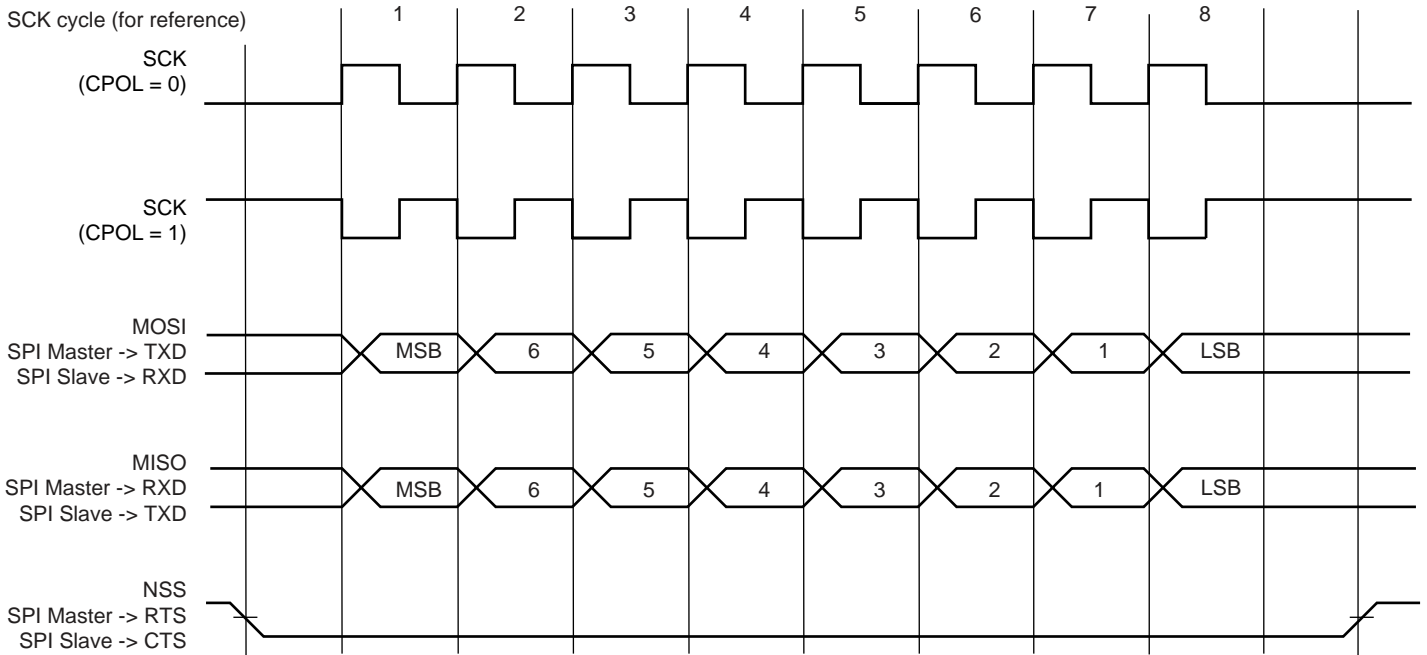 SCK cycle (for reference)
1 2 3 4 5 6 7 8
SCK
(CPOL = 0)
SCK
(CPOL = 1)
MOSI
SPI Master -> TXD
SPI Slave -> RXD
MSB 6 5 4 3 2 1 LSB
MISO
SPI Master -> RXD
SPI Slave -> TXD
MSB 6 5 4 3 2 1 LSB
NSS
SPI Master -> RTS
SPI Slave -> CTS